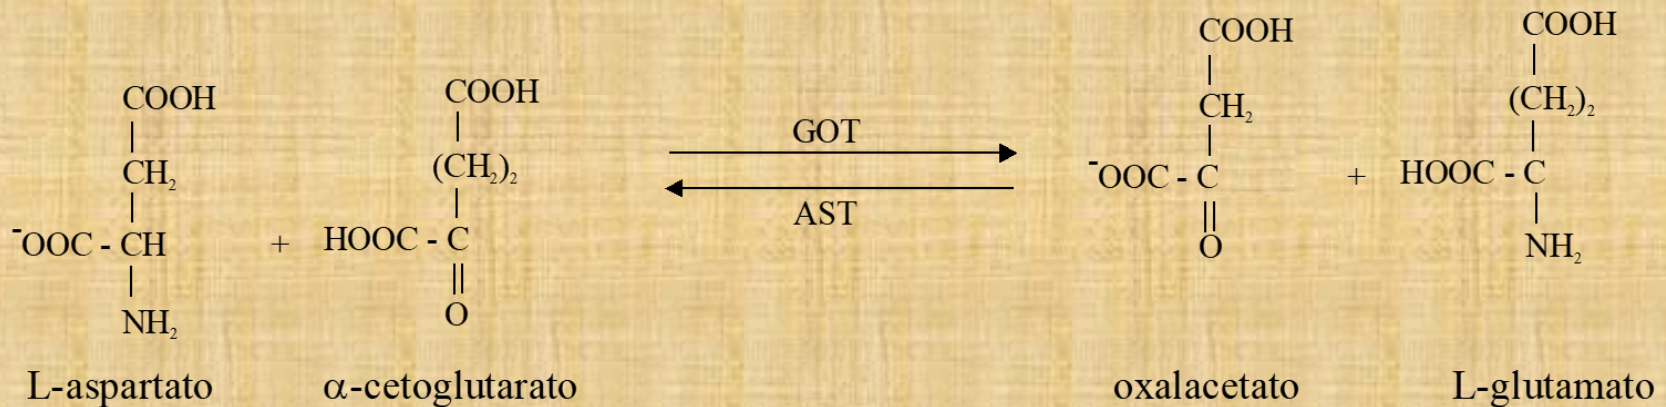 COOH
|
CH₂
|
⁻OOC - CH
|
NH₂
L-aspartato
+
COOH
|
(CH₂)₂
|
HOOC - C
||
O
α-cetoglutarato
GOT
AST
COOH
|
CH₂
|
⁻OOC - C
||
O
oxalacetato
+
COOH
|
(CH₂)₂
|
HOOC - C
|
NH₂
L-glutamato